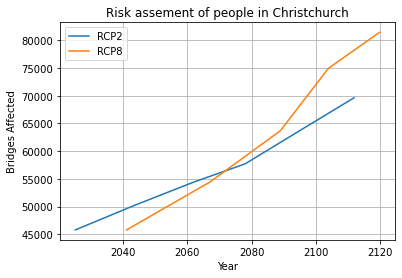 Risk assement of people in Christchurch
RCP2
RCP8
80000
75000
70000
65000
60000
55000
50000
45000
Bridges Affected
2040
2060
2080
2100
2120
Year